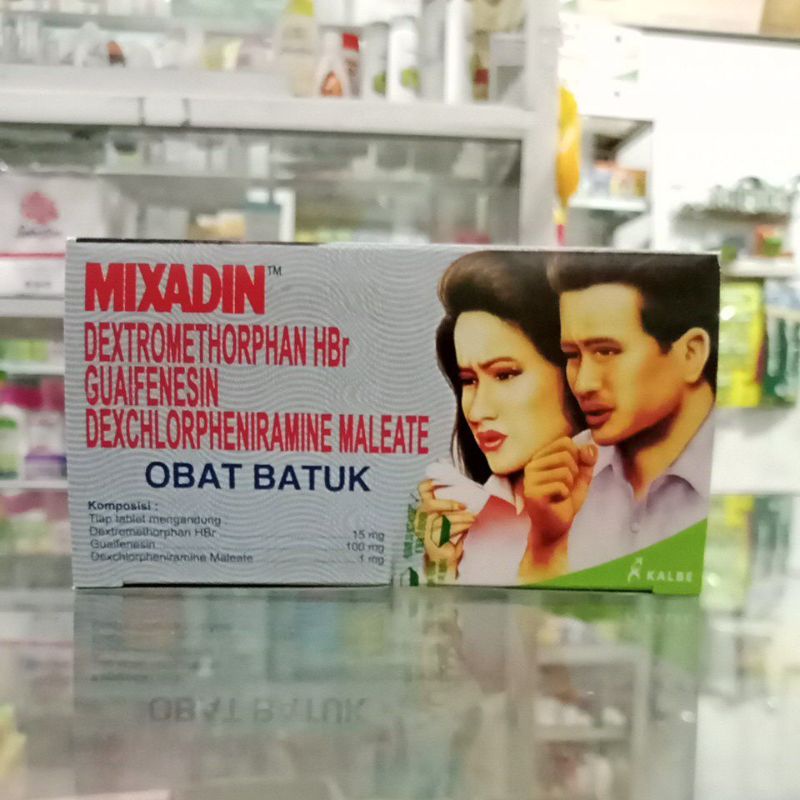 MIXADIN™
DEXTROMETHORPHAN HBr
GUAIFENESIN
DEXCHLORPHENIRAMINE MALEATE
OBAT BATUK
Komposisi :
Tiap tablet mengandung
Dextromethorphan HBr 15 mg
Guaifenesin 100 mg
Dexchlorpheniramine Maleate 1 mg
KALBE